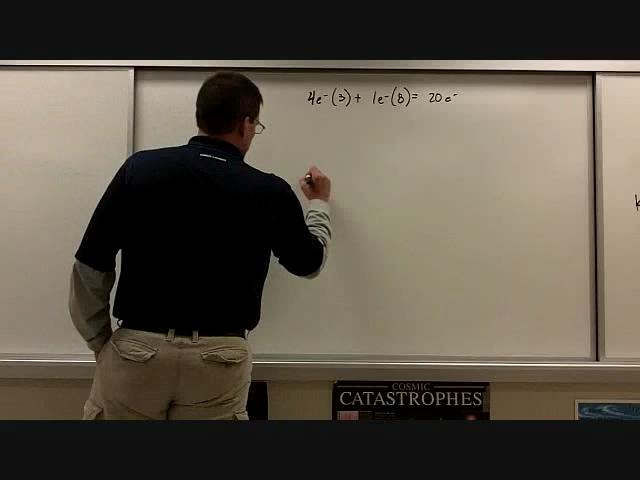 4e⁻(3) + 1e⁻(8) = 20e⁻
K
COSMIC
CATASTROPHES